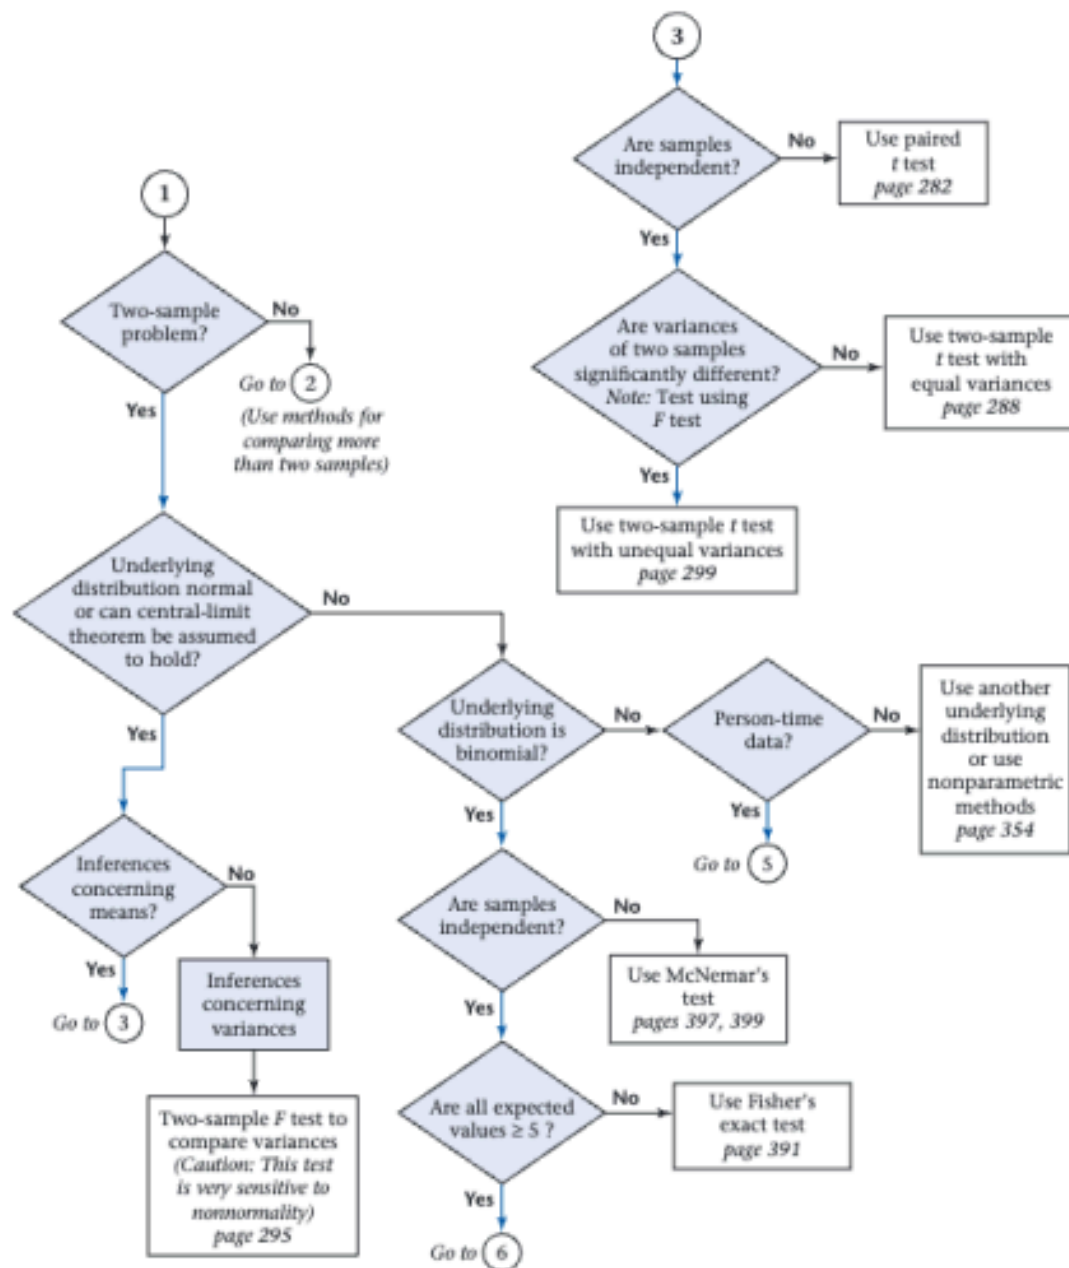 1
Two-sample
problem?
No
Go to 2
(Use methods for
comparing more
than two samples)
Yes
Underlying
distribution normal
or can central-limit
theorem be assumed
to hold?
No
Yes
Inferences
concerning
means?
No
Yes
Go to 3
Inferences
concerning
variances
Two-sample F test to
compare variances
(Caution: This test
is very sensitive to
nonnormality)
page 295
Underlying
distribution is
binomial?
No
Yes
Person-time
data?
No
Yes
Go to 5
Use another
underlying
distribution
or use
nonparametric
methods
page 354
Are samples
independent?
No
Use McNemar's
test
pages 397, 399
Yes
Are all expected
values ≥ 5 ?
No
Use Fisher's
exact test
page 391
Yes
Go to 6
3
Are samples
independent?
No
Use paired
t test
page 282
Yes
Are variances
of two samples
significantly different?
Note: Test using
F test
No
Use two-sample
t test with
equal variances
page 288
Yes
Use two-sample t test
with unequal variances
page 299